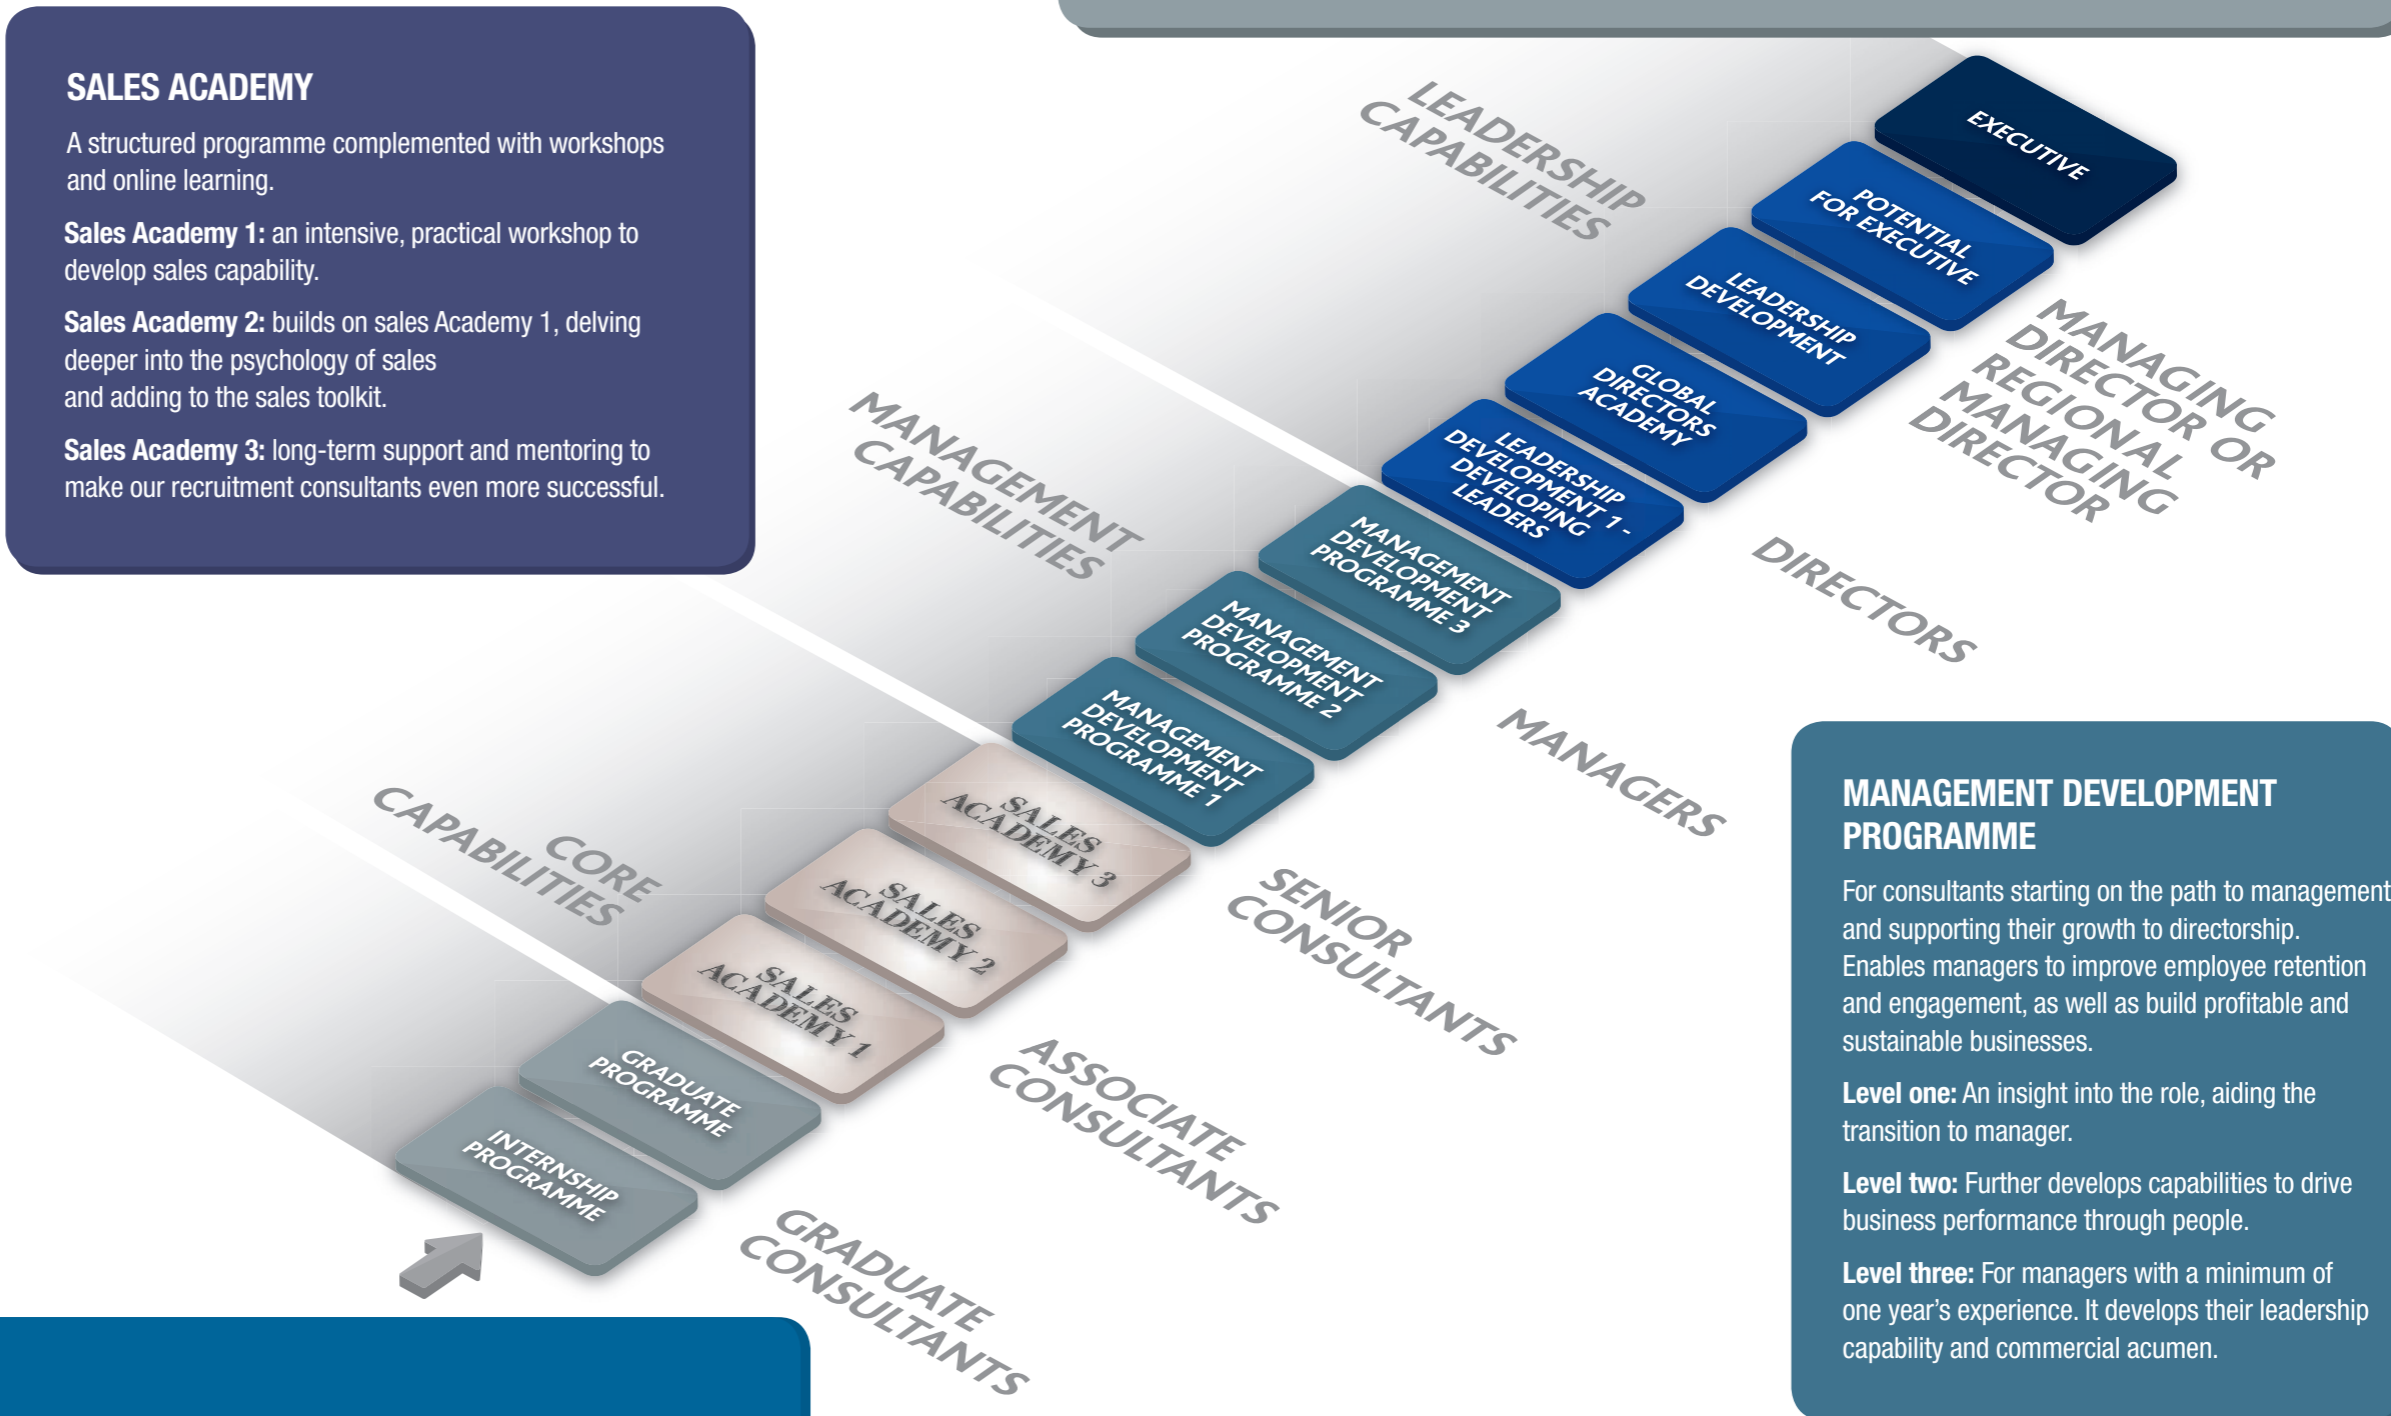 SALES ACADEMY
A structured programme complemented with workshops
and online learning.
Sales Academy 1: an intensive, practical workshop to
develop sales capability.
Sales Academy 2: builds on sales Academy 1, delving
deeper into the psychology of sales
and adding to the sales toolkit.
Sales Academy 3: long-term support and mentoring to
make our recruitment consultants even more successful.
LEADERSHIP
CAPABILITIES
MANAGEMENT
CAPABILITIES
CORE
CAPABILITIES
EXECUTIVE
POTENTIAL
FOR EXECUTIVE
LEADERSHIP
DEVELOPMENT
GLOBAL
DIRECTORS
ACADEMY
LEADERSHIP
DEVELOPMENT 1 -
DEVELOPING
LEADERS
MANAGEMENT
DEVELOPMENT
PROGRAMME 3
MANAGEMENT
DEVELOPMENT
PROGRAMME 2
MANAGEMENT
DEVELOPMENT
PROGRAMME 1
SALES
ACADEMY 3
SALES
ACADEMY 2
SALES
ACADEMY 1
GRADUATE
PROGRAMME
INTERNSHIP
PROGRAMME
MANAGING
DIRECTOR OR
REGIONAL
MANAGING
DIRECTOR
DIRECTORS
MANAGERS
SENIOR
CONSULTANTS
ASSOCIATE
CONSULTANTS
GRADUATE
CONSULTANTS
MANAGEMENT DEVELOPMENT
PROGRAMME
For consultants starting on the path to management
and supporting their growth to directorship.
Enables managers to improve employee retention
and engagement, as well as build profitable and
sustainable businesses.
Level one: An insight into the role, aiding the
transition to manager.
Level two: Further develops capabilities to drive
business performance through people.
Level three: For managers with a minimum of
one year's experience. It develops their leadership
capability and commercial acumen.